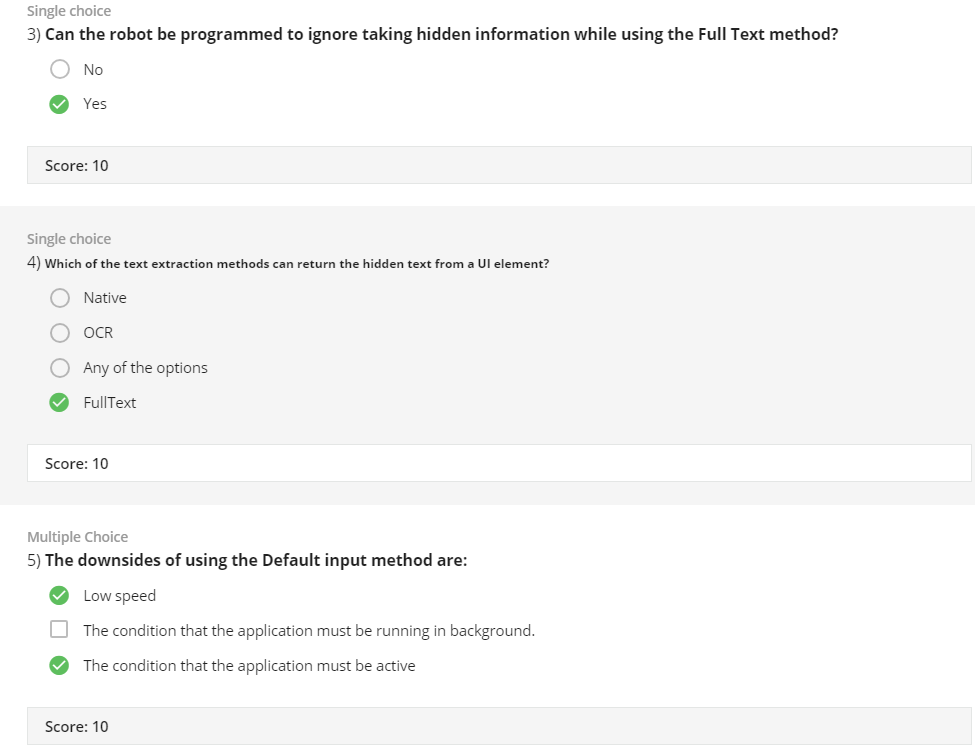 Single choice
3) Can the robot be programmed to ignore taking hidden information while using the Full Text method?
No
Yes
Score: 10
Single choice
4) Which of the text extraction methods can return the hidden text from a UI element?
Native
OCR
Any of the options
FullText
Score: 10
Multiple Choice
5) The downsides of using the Default input method are:
Low speed
The condition that the application must be running in background.
The condition that the application must be active
Score: 10